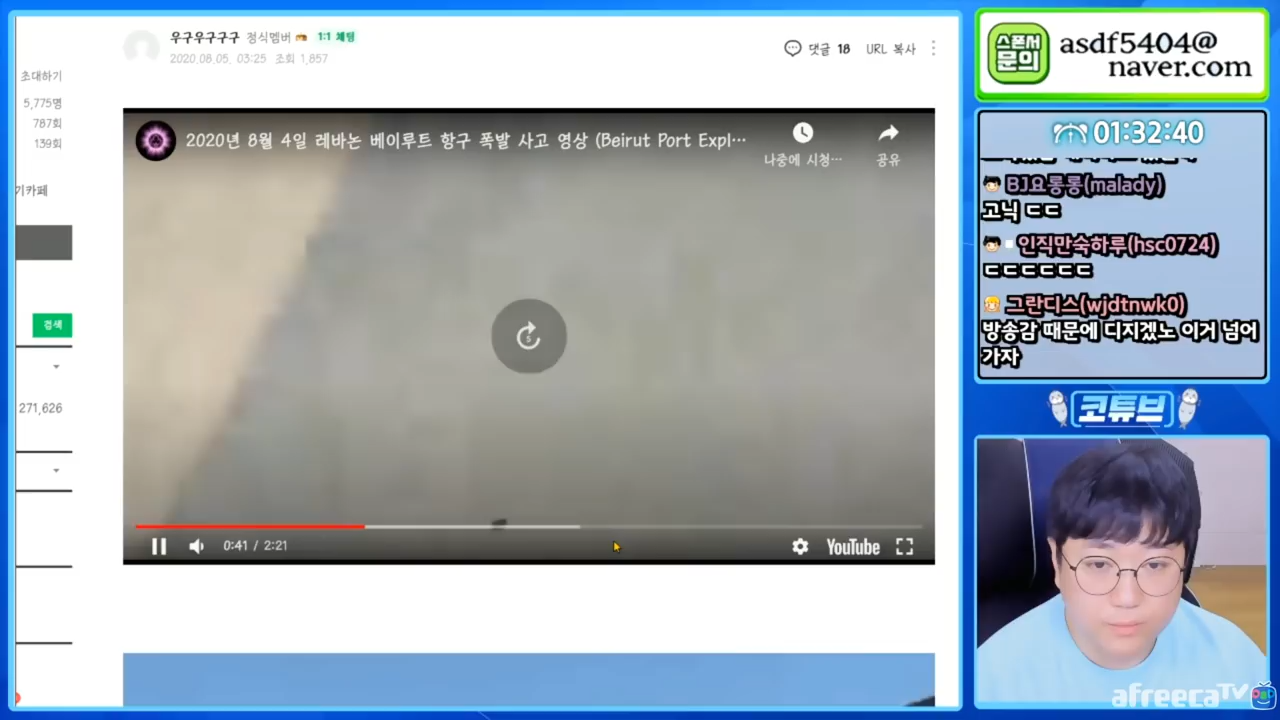 우구우구구구 정식멤버 1:1 채팅
2020.08.05. 03:25 조회 1,857
댓글 18 URL 복사
초대하기
5,775명
787회
139회
기카페
검색
271,626
2020년 8월 4일 레바논 베이루트 항구 폭발 사고 영상 (Beirut Port Expl…
나중에 시청…
공유
5
0:41 / 2:21
YouTube
스폰서
문의
asdf5404@
naver.com
01:32:40
BJ요롱롱(malady)
고닉 ㄷㄷ
인직만숙하루(hsc0724)
ㄷㄷㄷㄷㄷㄷ
그란디스(wjdtnwk0)
방송감 때문에 디지겠노 이거 넘어
가자
코튜브
afreecaTV